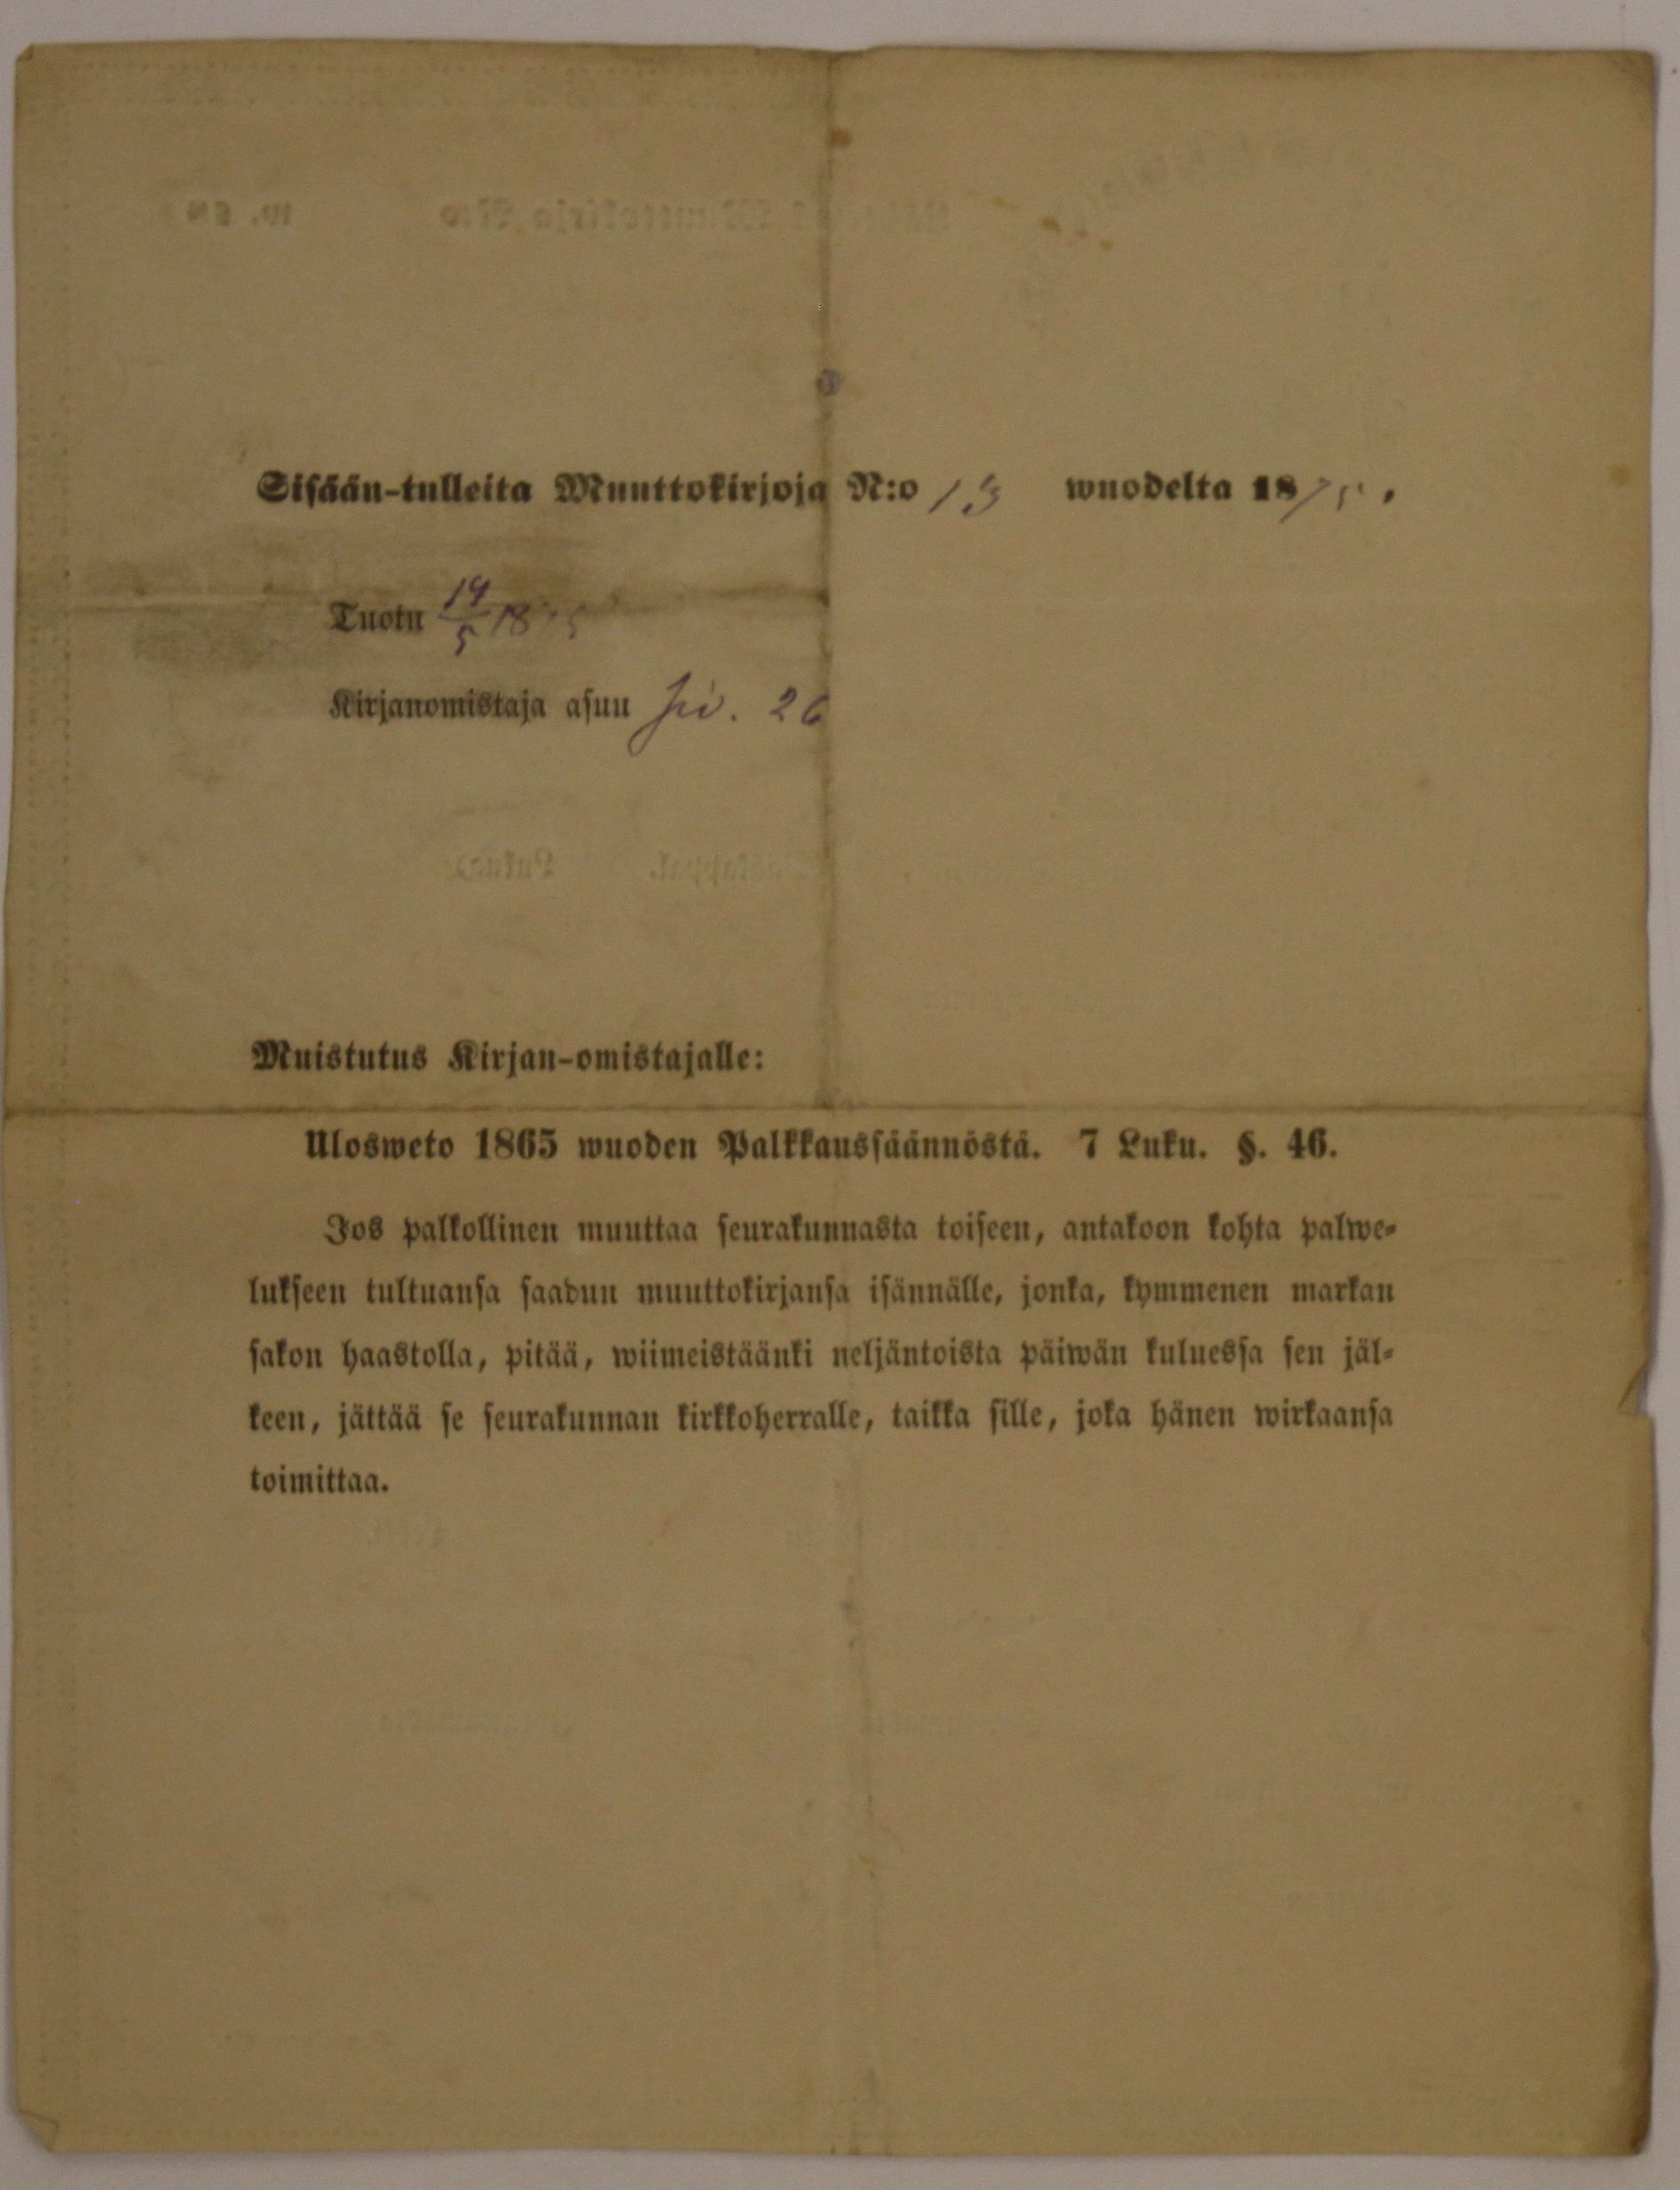 Sisään-tulleita Muuttokirjoja N:o 13 wuodelta 1875.
Tuotu 19/5 1875
Kirjanomistaja asuu siv. 26
Muistutus Kirjan-omistajalle:
Ulosweto 1865 wuoden Palkkaussäännöstä. 7 Luku. §. 46.
Jos palkollinen muuttaa seurakunnasta toiseen, antakoon kohta palwe-
lukseen tultuansa saadun muuttokirjansa isännälle, jonka, kymmenen markan
sakon haastolla, pitää, wiimeistäänki neljäntoista päiwän kuluessa sen jäl-
keen, jättää se seurakunnan kirkkoherralle, taikka sille, joka hänen wirkaansa
toimittaa.